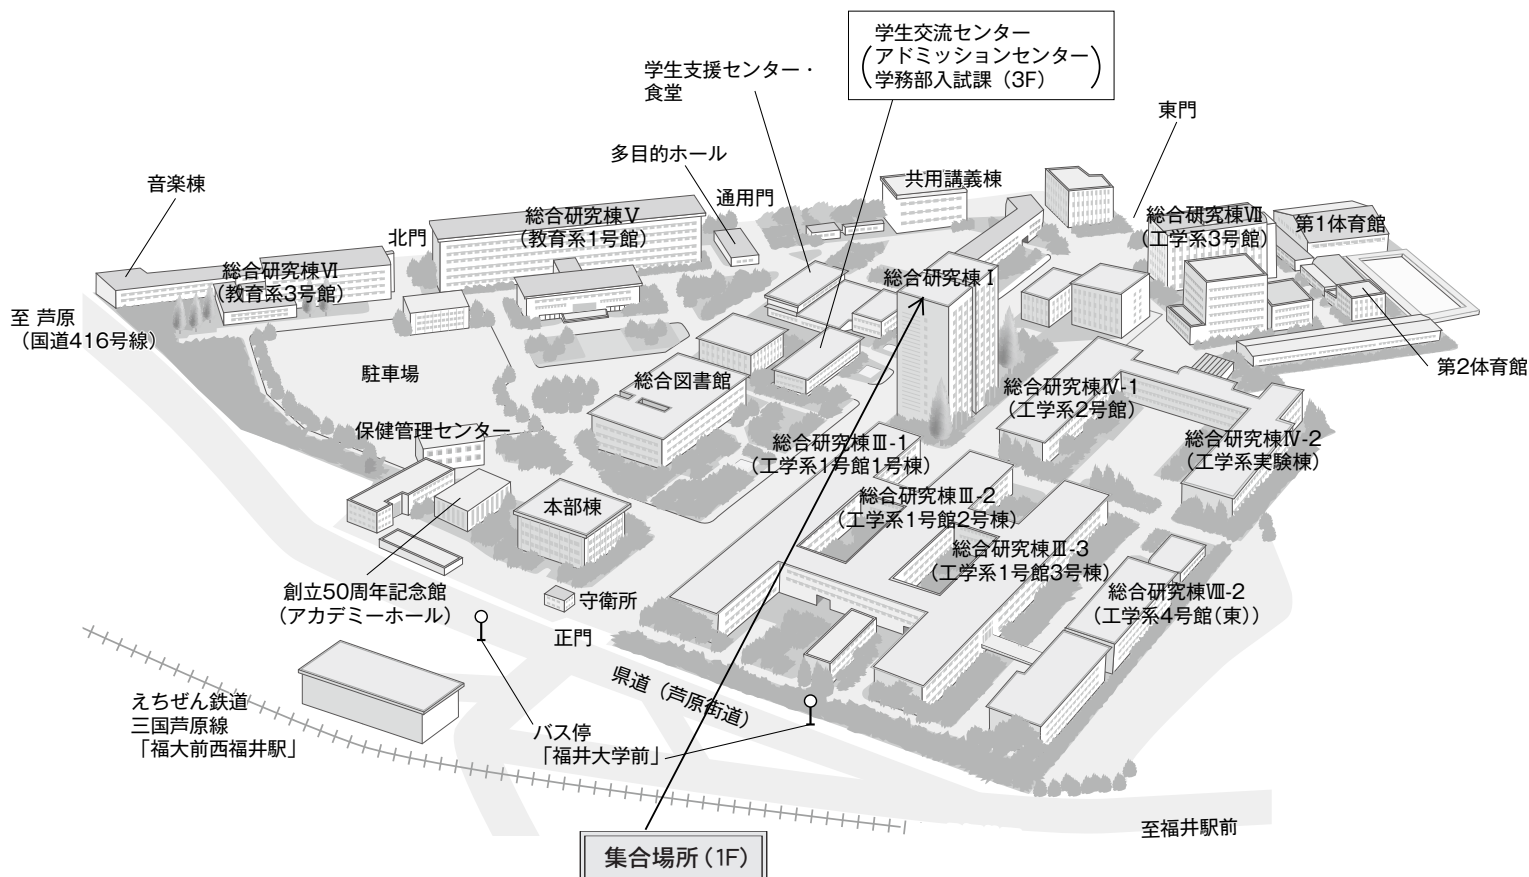 学生交流センター
アドミッションセンター
学務部入試課（3F）
学生支援センター・
食堂
東門
多目的ホール
共用講義棟
音楽棟
通用門
総合研究棟Ⅴ
（教育系1号館）
総合研究棟Ⅶ
（工学系3号館）
第1体育館
北門
総合研究棟Ⅵ
（教育系3号館）
総合研究棟Ⅰ
至 芦原
（国道416号線）
第2体育館
駐車場
総合図書館
総合研究棟Ⅳ-1
（工学系2号館）
保健管理センター
総合研究棟Ⅲ-1
（工学系1号館1号棟）
総合研究棟Ⅳ-2
（工学系実験棟）
本部棟
総合研究棟Ⅲ-2
（工学系1号館2号棟）
総合研究棟Ⅲ-3
（工学系1号館3号棟）
創立50周年記念館
（アカデミーホール）
守衛所
総合研究棟Ⅷ-2
（工学系4号館（東））
正門
県道（芦原街道）
えちぜん鉄道
三国芦原線
「福大前西福井駅」
バス停
「福井大学前」
至福井駅前
集合場所（1F）